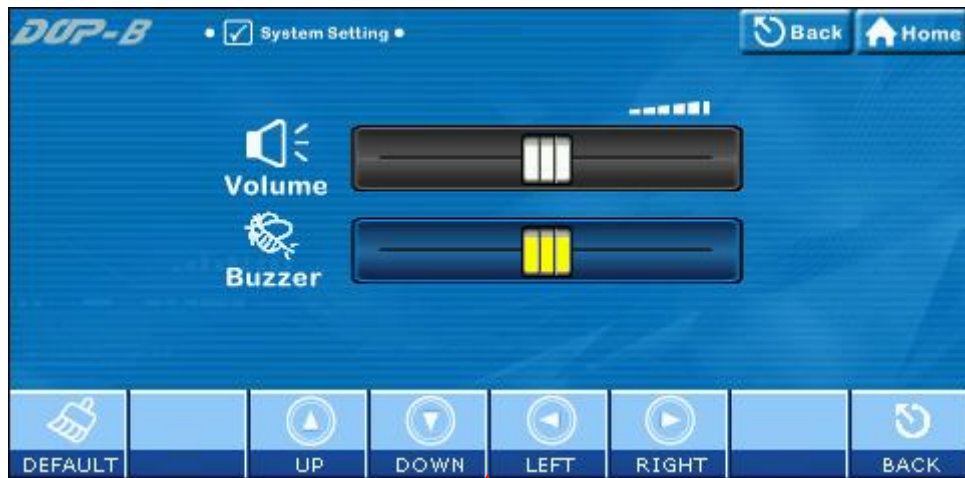 DOP-B
• System Setting •
Back
Home
Volume
Buzzer
DEFAULT
UP
DOWN
LEFT
RIGHT
BACK